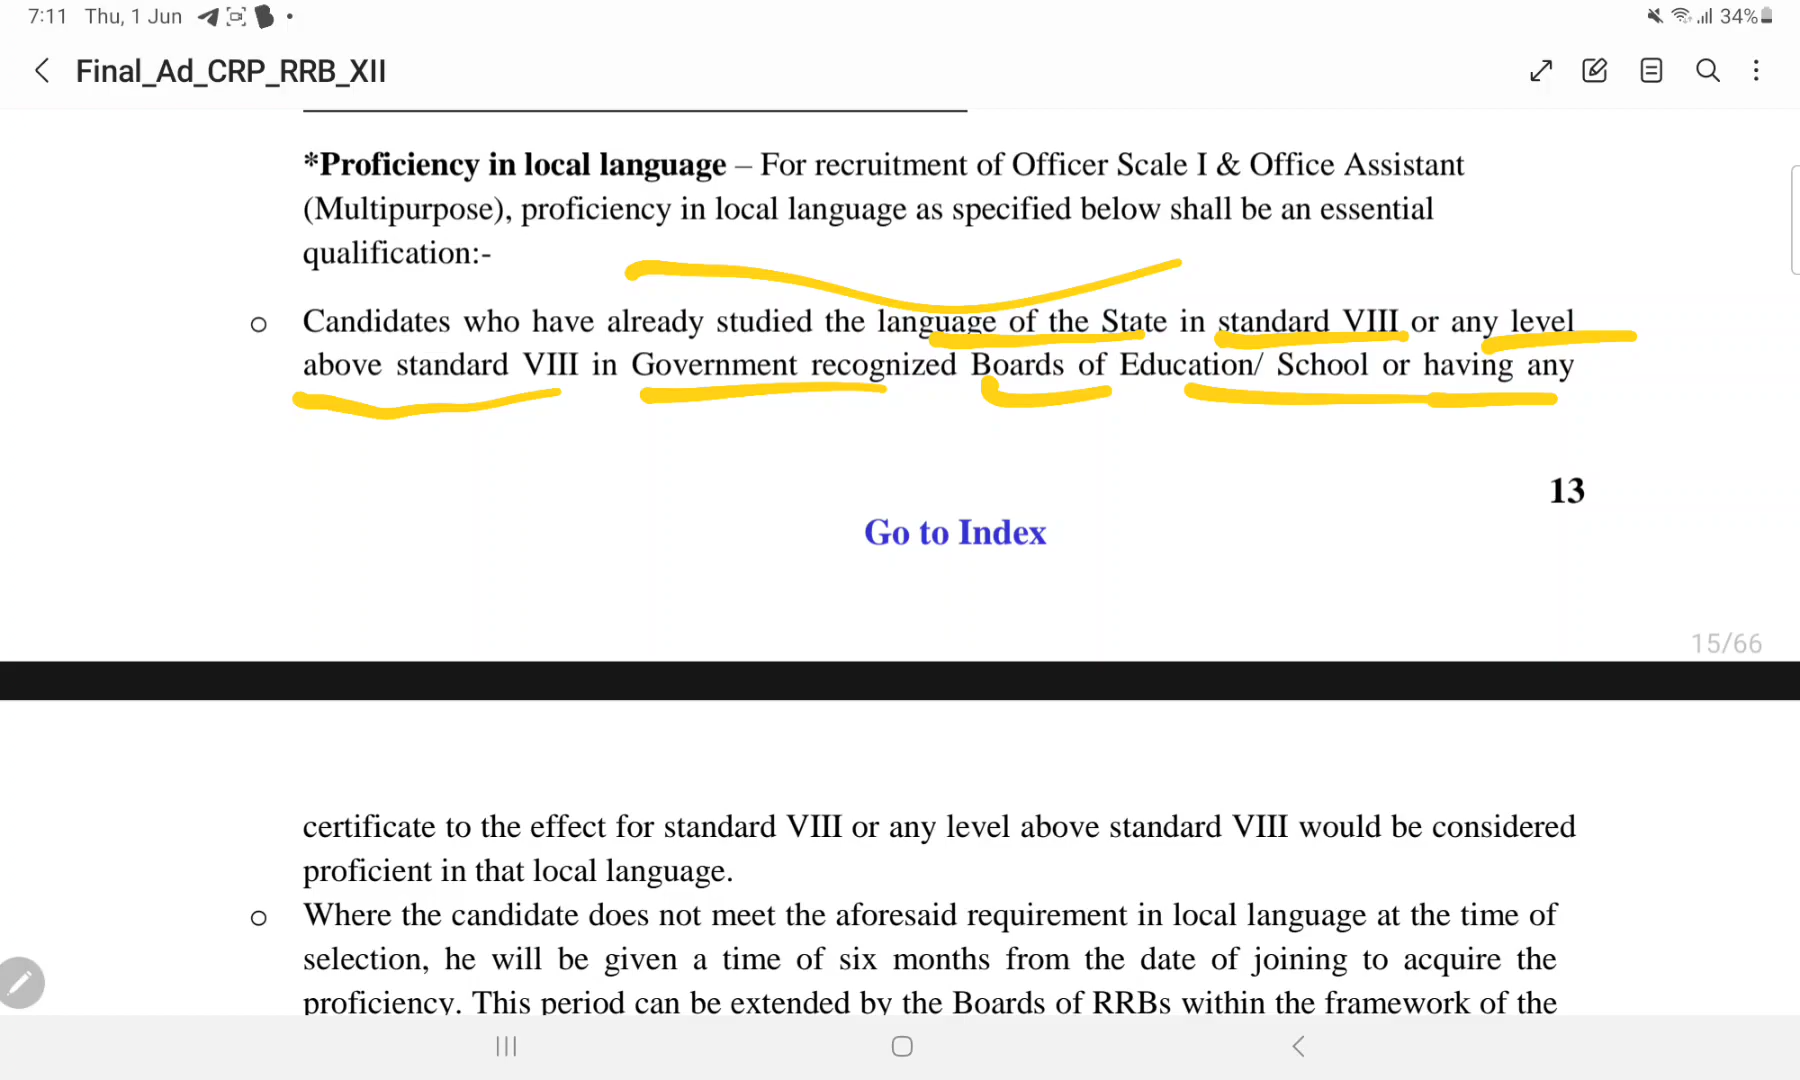 7:11 Thu, 1 Jun
34%
Final_Ad_CRP_RRB_XII
*Proficiency in local language – For recruitment of Officer Scale I & Office Assistant
(Multipurpose), proficiency in local language as specified below shall be an essential
qualification:-
o Candidates who have already studied the language of the State in standard VIII or any level
above standard VIII in Government recognized Boards of Education/ School or having any
13
Go to Index
15/66
certificate to the effect for standard VIII or any level above standard VIII would be considered
proficient in that local language.
o Where the candidate does not meet the aforesaid requirement in local language at the time of
selection, he will be given a time of six months from the date of joining to acquire the
proficiency. This period can be extended by the Boards of RRBs within the framework of the